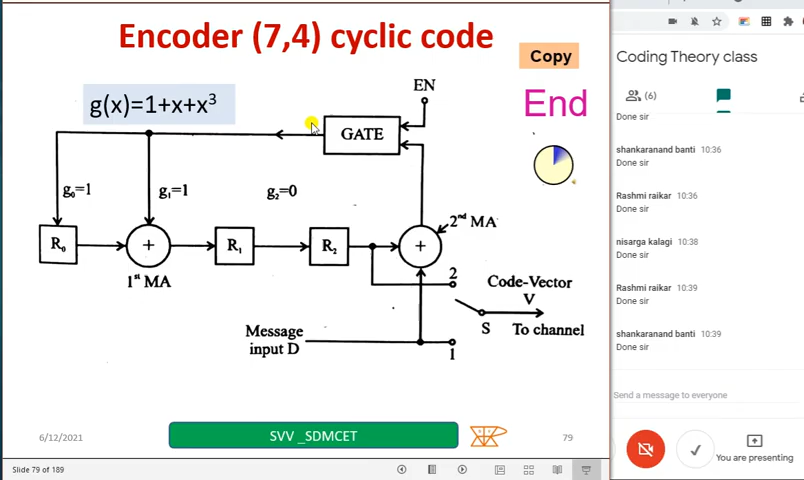 Encoder (7,4) cyclic code
Copy
g(x)=1+x+x³
EN
End
GATE
g₀=1
g₁=1
g₂=0
R₀
+
R₁
R₂
+
2ⁿᵈ MA
1ˢᵗ MA
2
Code-Vector
V
S
To channel
Message
input D
1
6/12/2021
SVV _SDMCET
79
Slide 79 of 189
Coding Theory class
(6)
Done sir
shankaranand banti 10:36
Done sir
Rashmi raikar 10:36
Done sir
nisarga kalagi 10:38
Done sir
Rashmi raikar 10:39
Done sir
shankaranand banti 10:39
Done sir
Send a message to everyone
You are presenting